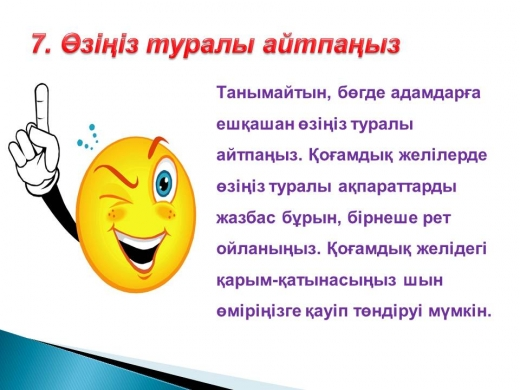 7. Өзіңіз туралы айтпаңыз
Танымайтын, бөгде адамдарға
ешқашан өзіңіз туралы
айтпаңыз. Қоғамдық желілерде
өзіңіз туралы ақпараттарды
жазбас бұрын, бірнеше рет
ойланыңыз. Қоғамдық желідегі
қарым-қатынасыңыз шын
өміріңізге қауіп төндіруі мүмкін.